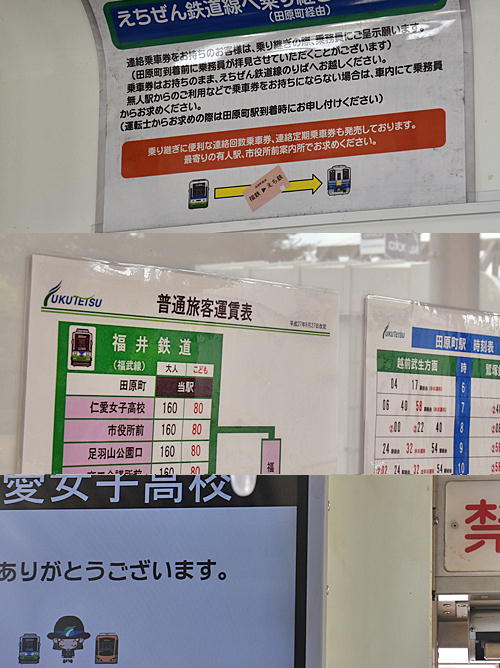 えちぜん鉄道線へ乗り継
(田原町経由)
連絡乗車券をお持ちのお客様は、乗り継ぎの際、乗務員にご呈示願います。
(田原町到着前に乗務員が拝見させていただくことがございます)
乗車券はお持ちのまま、えちぜん鉄道線のりばへお越しください。
無人駅からのご利用などで乗車券をお持ちにならない場合は、車内にて乗務員
からお求めください。
(運転士からお求めの際は田原町駅到着時にお申し付けください)
乗り継ぎに便利な連絡回数乗車券、連絡定期乗車券も発売しております。
最寄りの有人駅、市役所前案内所でお求めください。
福鉄▶えち鉄
FUKUTETSU
普通旅客運賃表
福井鉄道
(福武線)
大人 こども
田原町 当駅
仁愛女子高校 160 80
市役所前 160 80
足羽山公園口 160 80
160 80
福
FUKUTETSU
田原町駅 時刻表
越前武生方面 時 鷲塚
04 17 6
06 40 58 7
02 22 40 8
24 32 54 9
02 24 32 54 10
愛女子高校
ありがとうございます。
禁